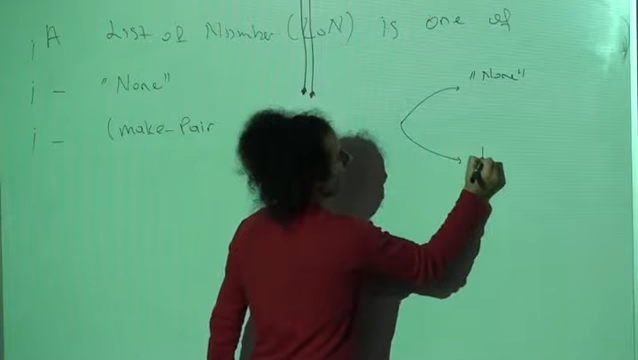 ; A List of Number (LoN) is one of
; - "None"
; - (make-Pair
"None"